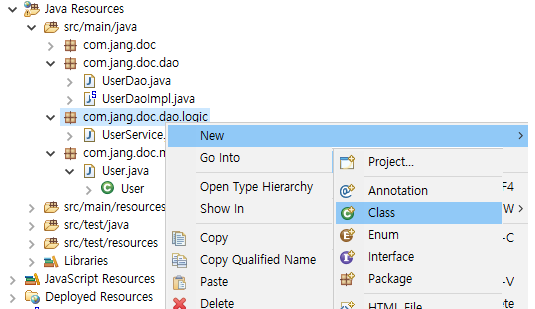 Java Resources
src/main/java
com.jang.doc
com.jang.doc.dao
UserDao.java
UserDaoImpl.java
com.jang.doc.dao.logic
UserService.
com.jang.doc.
User.java
User
src/main/resources
src/test/java
src/test/resources
Libraries
JavaScript Resources
Deployed Resources
New
Go Into
Open Type Hierarchy
Show In
Copy
Copy Qualified Name
Paste
Delete
Project...
Annotation
Class
Enum
Interface
Package
HTML File
F4
W
-C
-V